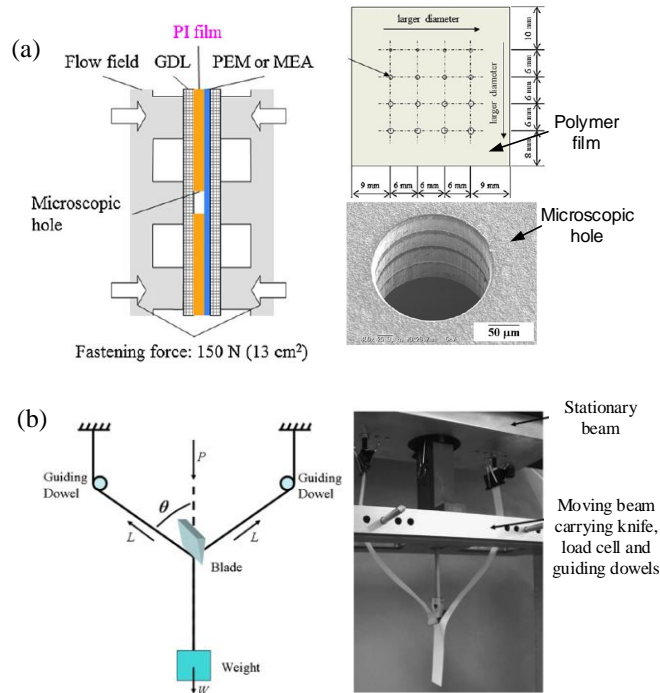 (a)
PI film
Flow field
GDL
PEM or MEA
Microscopic
hole
Fastening force: 150 N (13 cm²)
larger diameter
larger diameter
10 mm
6 mm
6 mm
6 mm
8 mm
9 mm
6 mm
6 mm
6 mm
9 mm
Polymer
film
Microscopic
hole
50 µm
(b)
Guiding
Dowel
P
θ
Guiding
Dowel
L
L
Blade
Weight
W
Stationary
beam
Moving beam
carrying knife,
load cell and
guiding dowels